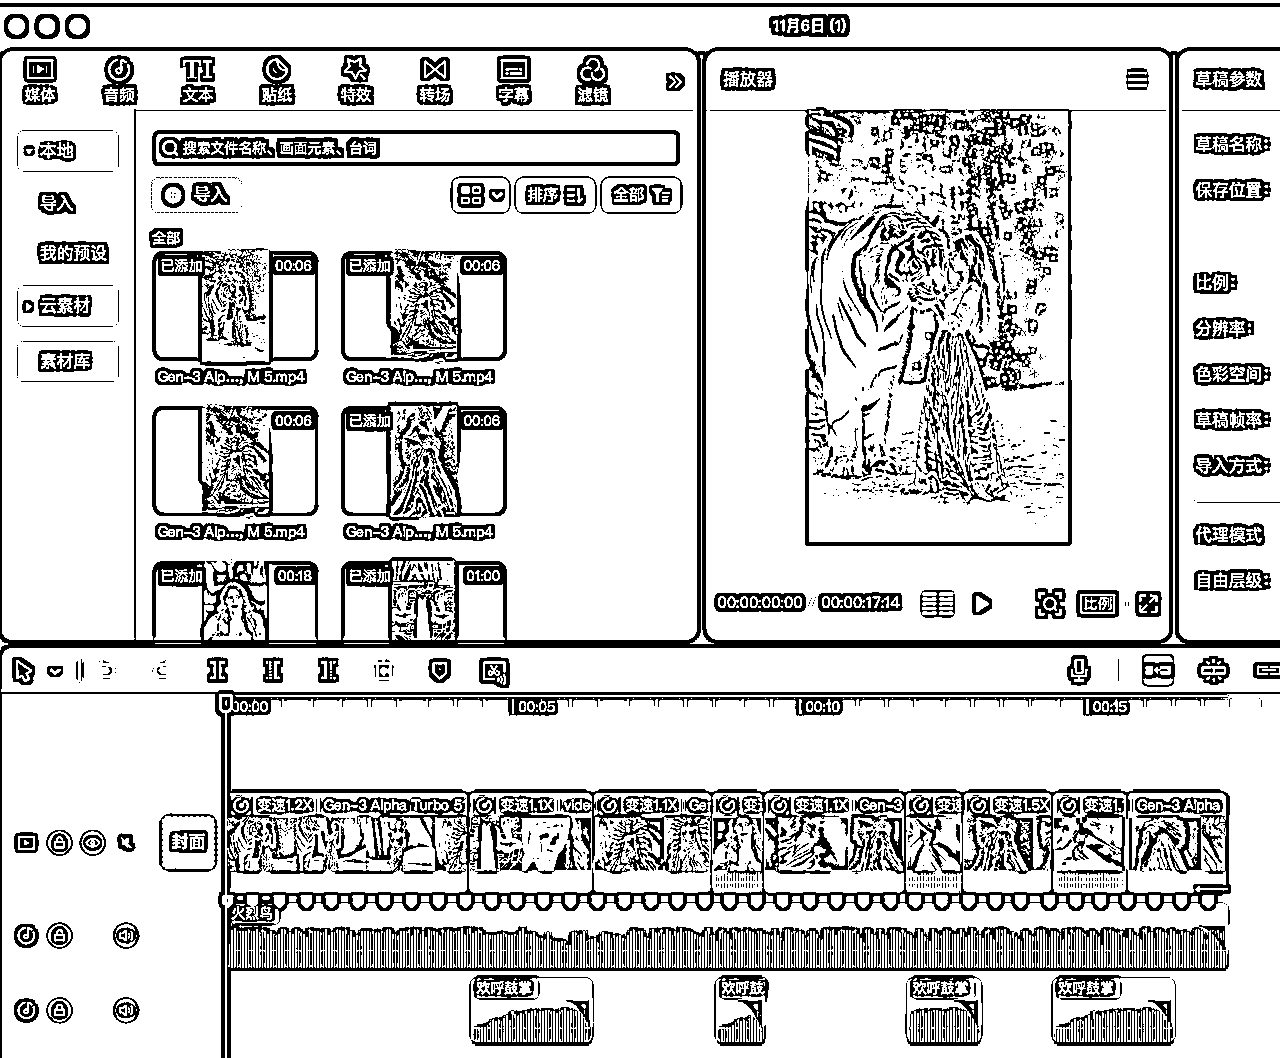 11月6日 (1)
媒体 音频 文本 贴纸 特效 转场 字幕 滤镜
播放器
草稿参数
本地
搜索文件名称、画面元素、台词
草稿名称:
导入
导入
排序
全部
保存位置:
我的预设
全部
已添加 00:06
已添加 00:06
比例:
云素材
分辨率:
素材库
Gen-3 Alp..., M 5.mp4
Gen-3 Alp..., M 5.mp4
色彩空间:
已添加 00:06
已添加 00:06
草稿帧率:
导入方式:
Gen-3 Alp..., M 5.mp4
Gen-3 Alp..., M 5.mp4
代理模式
已添加 00:18
已添加 01:00
自由层级:
00:00:00:00 / 00:00:17:14
比例
00:00 00:05 00:10 00:15
变速1.2X Gen-3 Alpha Turbo 5 变速1.1X vide 变速1.1X Ge 变 变速1.1X Gen-3 变速 变速1.5X 变速1. Gen-3 Alpha
封面
火烈鸟
欢呼鼓掌 欢呼鼓 欢呼鼓掌 欢呼鼓掌